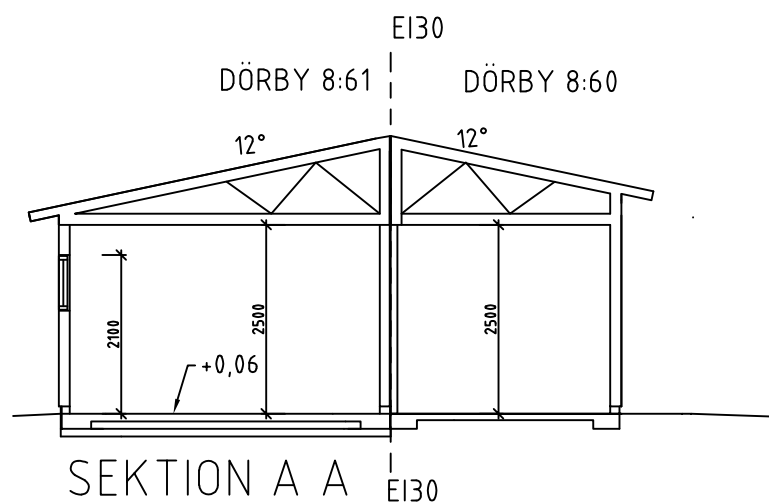 EI30
DÖRBY 8:61
DÖRBY 8:60
12°
12°
2100
2500
2500
+0,06
SEKTION A A
EI30